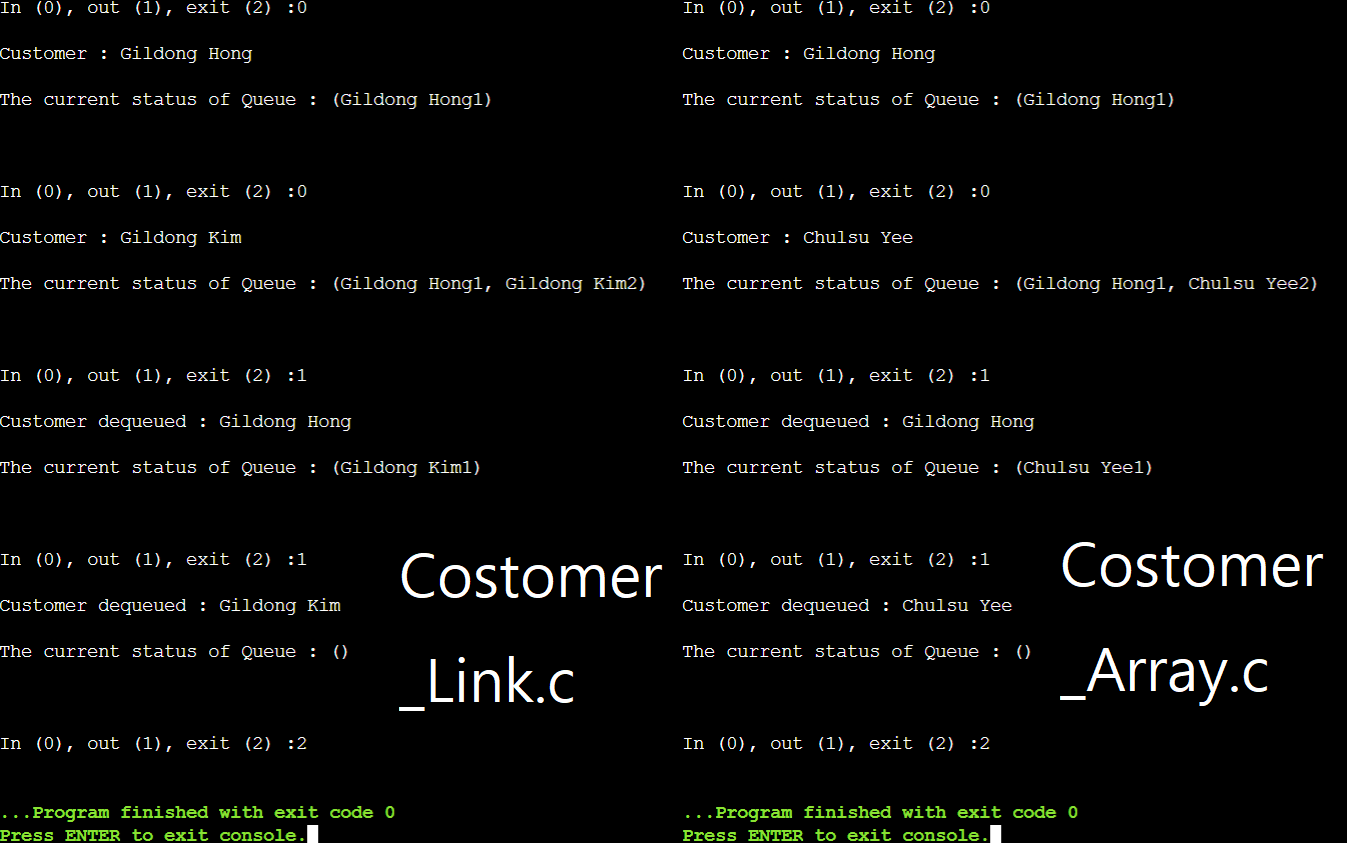 In (0), out (1), exit (2) :0
Customer : Gildong Hong
The current status of Queue : (Gildong Hong1)
In (0), out (1), exit (2) :0
Customer : Gildong Kim
The current status of Queue : (Gildong Hong1, Gildong Kim2)
In (0), out (1), exit (2) :1
Customer dequeued : Gildong Hong
The current status of Queue : (Gildong Kim1)
In (0), out (1), exit (2) :1
Customer dequeued : Gildong Kim
The current status of Queue : ()
In (0), out (1), exit (2) :2
...Program finished with exit code 0
Press ENTER to exit console.
Costomer
_Link.c
In (0), out (1), exit (2) :0
Customer : Gildong Hong
The current status of Queue : (Gildong Hong1)
In (0), out (1), exit (2) :0
Customer : Chulsu Yee
The current status of Queue : (Gildong Hong1, Chulsu Yee2)
In (0), out (1), exit (2) :1
Customer dequeued : Gildong Hong
The current status of Queue : (Chulsu Yee1)
In (0), out (1), exit (2) :1
Customer dequeued : Chulsu Yee
The current status of Queue : ()
In (0), out (1), exit (2) :2
...Program finished with exit code 0
Press ENTER to exit console.
Costomer
_Array.c